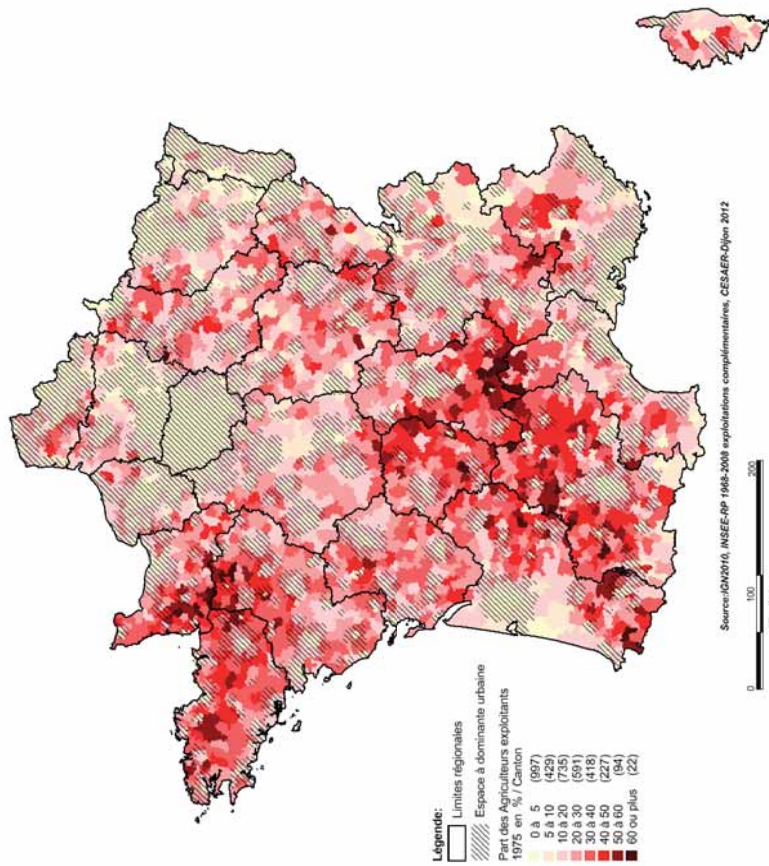 Légende:
Limites régionales
Espace à dominante urbaine
Part des Agriculteurs exploitants
1975 en % / Canton
0 à 5 (997)
5 à 10 (429)
10 à 20 (735)
20 à 30 (591)
30 à 40 (418)
40 à 50 (227)
50 à 60 (94)
60 ou plus (22)
0 100 200
Source:IGN2010, INSEE-RP 1968-2008 exploitations complémentaires, CESAER-Dijon 2012